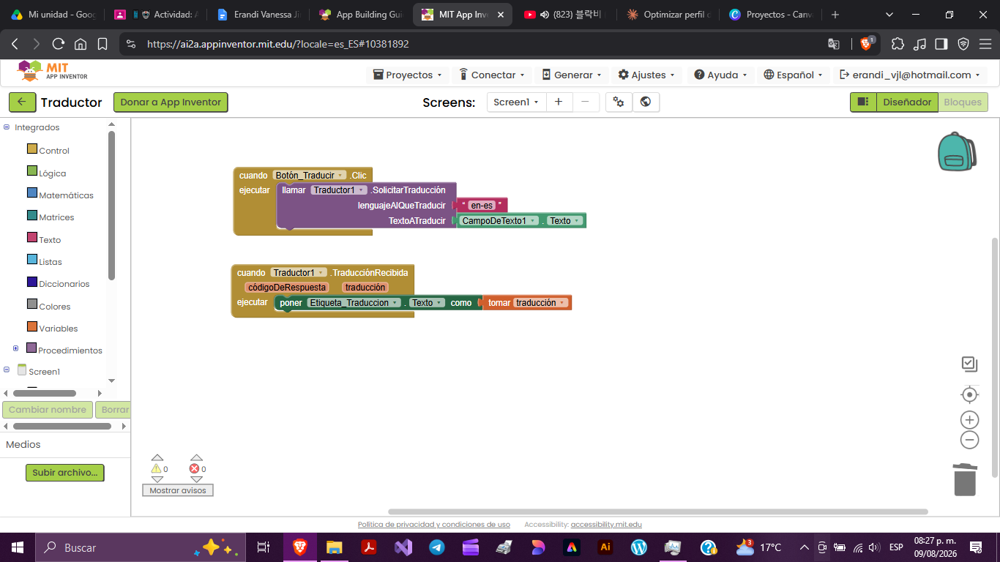 Mi unidad - Goog
Actividad: A
Erandi Vanessa Ji
App Building Gui
MIT App Inv
(823) 블락비
Optimizar perfil c
Proyectos - Canv
https://ai2a.appinventor.mit.edu/?locale=es_ES#10381892
1
MIT
APP INVENTOR
Proyectos
Conectar
Generar
Ajustes
Ayuda
Español
erandi_vjl@hotmail.com
Traductor
Donar a App Inventor
Screens:
Screen1
Diseñador
Bloques
Integrados
Control
Lógica
Matemáticas
Matrices
Texto
Listas
Diccionarios
Colores
Variables
Procedimientos
Screen1
Cambiar nombre
Borrar
Medios
Subir archivo...
cuando Botón_Traducir .Clic
ejecutar llamar Traductor1 .SolicitarTraducción
lenguajeAlQueTraducir “ en-es ”
TextoATraducir CampoDeTexto1 . Texto
cuando Traductor1 .TraducciónRecibida
códigoDeRespuesta traducción
ejecutar poner Etiqueta_Traduccion . Texto como tomar traducción
0 0
Mostrar avisos
Política de privacidad y condiciones de uso
Accessibility: accessibility.mit.edu
Buscar
Ai
3
17°C
ESP
08:27 p. m.
09/08/2026